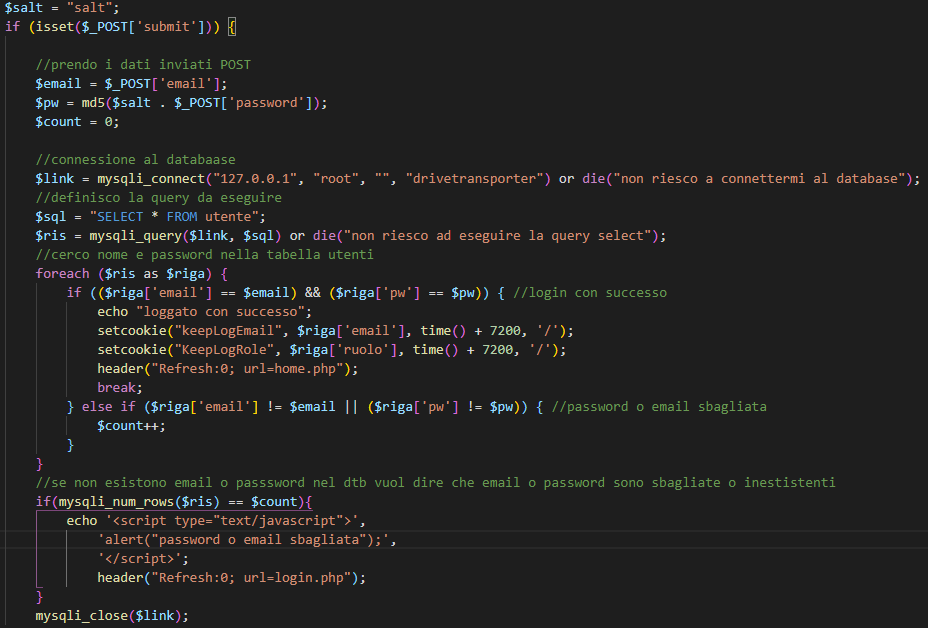 $salt = "salt";
if (isset($_POST['submit'])) {
//prendo i dati inviati POST
$email = $_POST['email'];
$pw = md5($salt . $_POST['password']);
$count = 0;
//connessione al databaase
$link = mysqli_connect("127.0.0.1", "root", "", "drivetransporter") or die("non riesco a connettermi al database");
//definisco la query da eseguire
$sql = "SELECT * FROM utente";
$ris = mysqli_query($link, $sql) or die("non riesco ad eseguire la query select");
//cerco nome e password nella tabella utenti
foreach ($ris as $riga) {
if (($riga['email'] == $email) && ($riga['pw'] == $pw)) { //login con successo
echo "loggato con successo";
setcookie("keepLogEmail", $riga['email'], time() + 7200, '/');
setcookie("KeepLogRole", $riga['ruolo'], time() + 7200, '/');
header("Refresh:0; url=home.php");
break;
} else if ($riga['email'] != $email || ($riga['pw'] != $pw)) { //password o email sbagliata
$count++;
}
}
//se non esistono email o passsword nel dtb vuol dire che email o password sono sbagliate o inestistenti
if(mysqli_num_rows($ris) == $count){
echo '<script type="text/javascript">',
'alert("password o email sbagliata");',
'</script>';
header("Refresh:0; url=login.php");
}
mysqli_close($link);